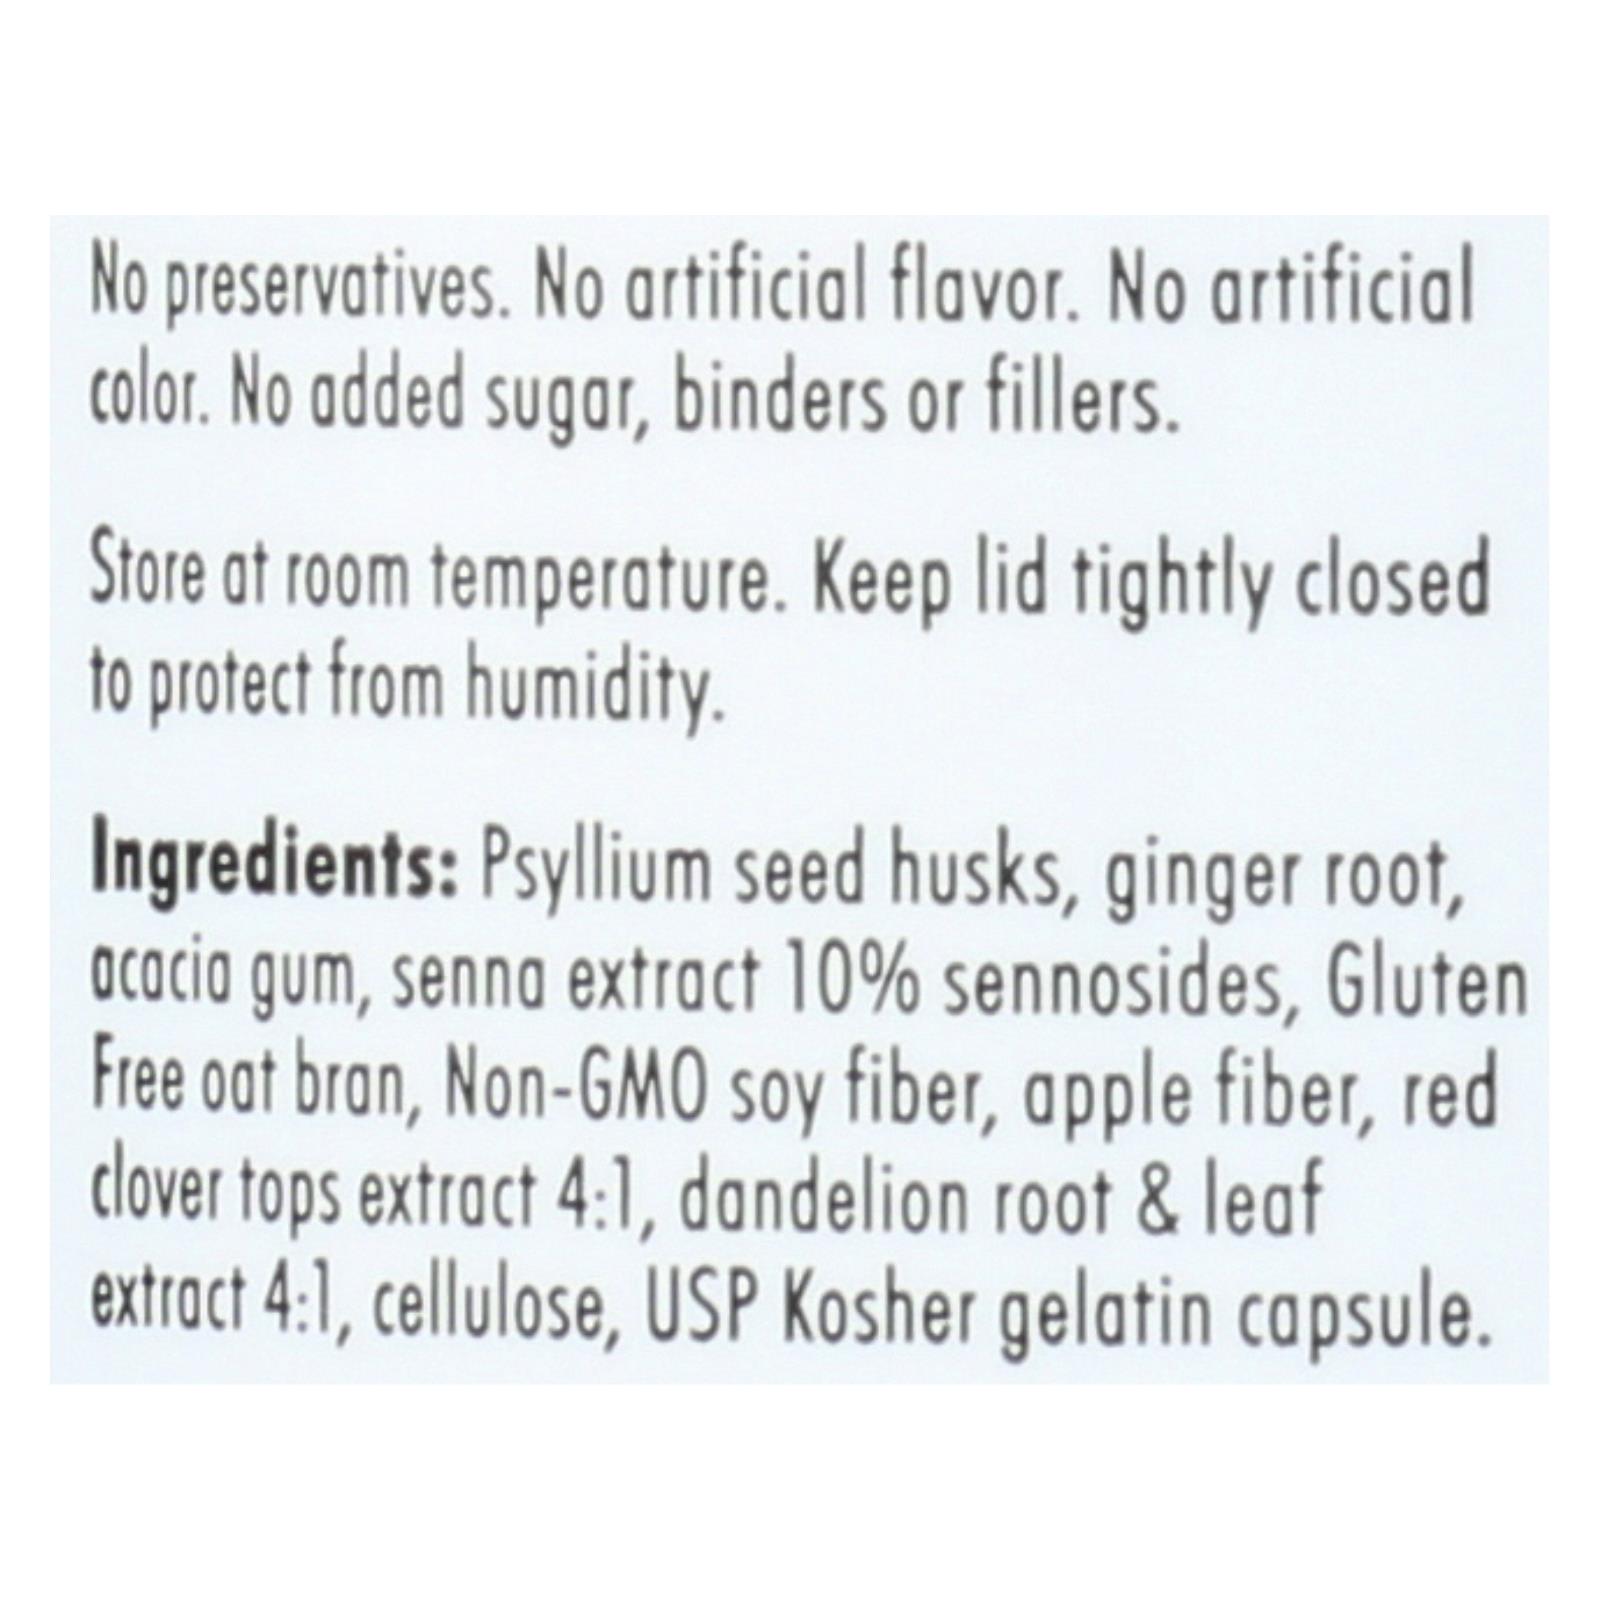 No preservatives. No artificial flavor. No artificial
color. No added sugar, binders or fillers.
Store at room temperature. Keep lid tightly closed
to protect from humidity.
Ingredients: Psyllium seed husks, ginger root,
acacia gum, senna extract 10% sennosides, Gluten
Free oat bran, Non-GMO soy fiber, apple fiber, red
clover tops extract 4:1, dandelion root & leaf
extract 4:1, cellulose, USP Kosher gelatin capsule.